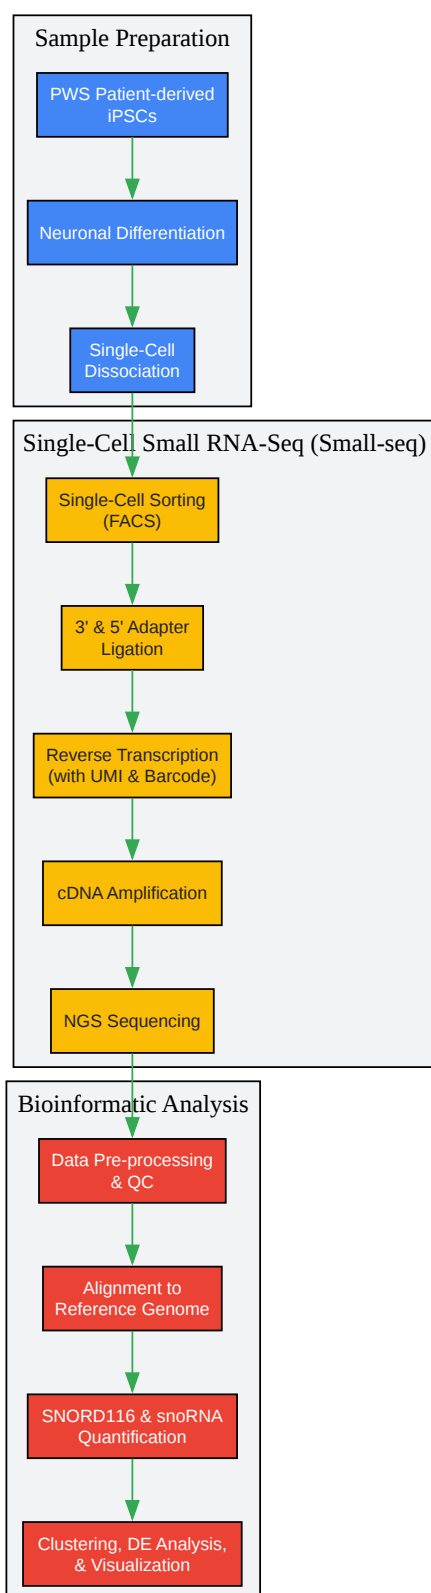 Sample Preparation
PWS Patient-derived
iPSCs
Neuronal Differentiation
Single-Cell
Dissociation
Single-Cell Small RNA-Seq (Small-seq)
Single-Cell Sorting
(FACS)
3' & 5' Adapter
Ligation
Reverse Transcription
(with UMI & Barcode)
cDNA Amplification
NGS Sequencing
Bioinformatic Analysis
Data Pre-processing
& QC
Alignment to
Reference Genome
SNORD116 & snoRNA
Quantification
Clustering, DE Analysis,
& Visualization